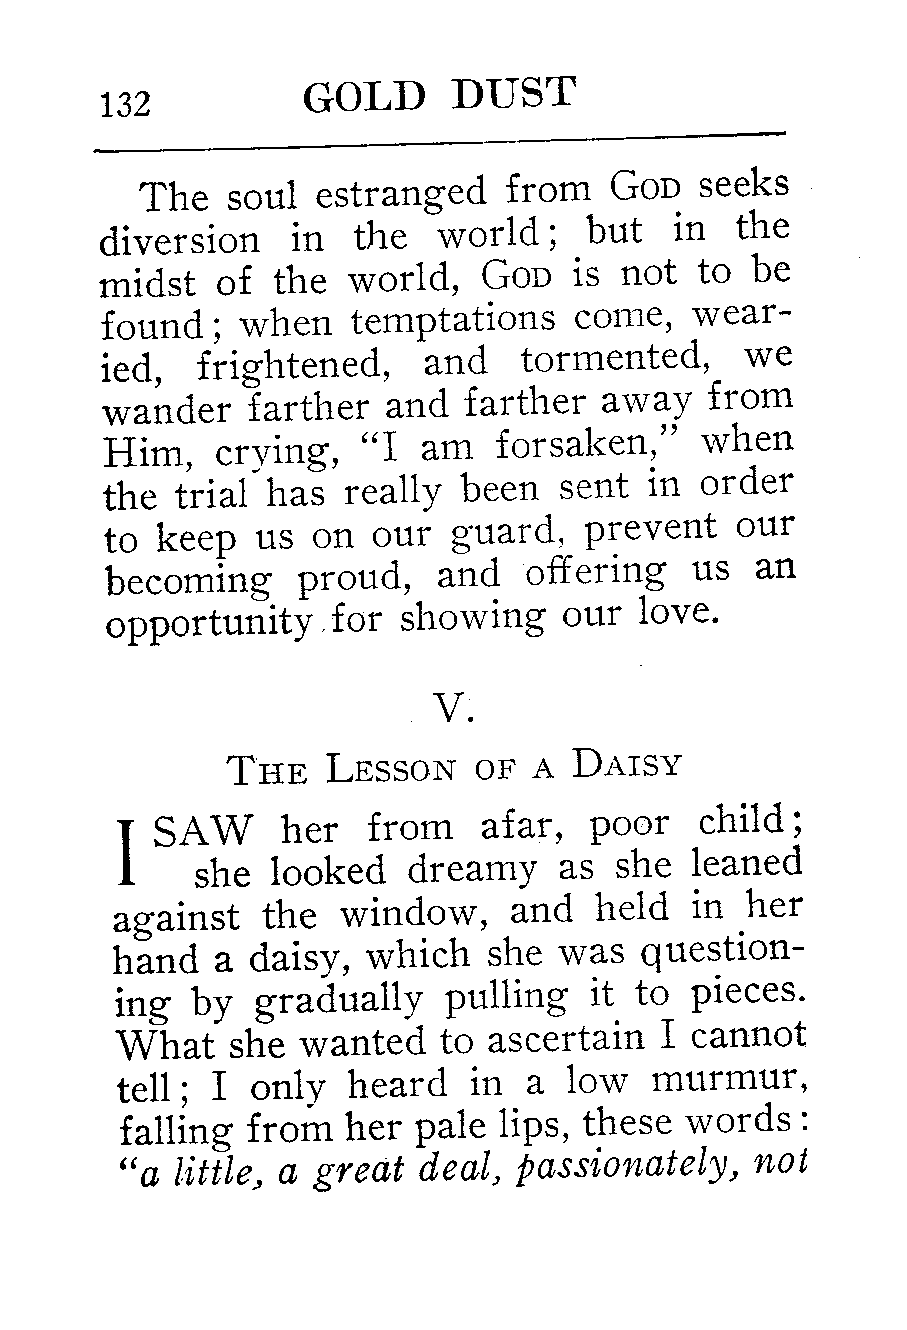 132 GOLD DUST
The soul estranged from GOD seeks
diversion in the world; but in the
midst of the world, GOD is not to be
found; when temptations come, wear-
ied, frightened, and tormented, we
wander farther and farther away from
Him, crying, "I am forsaken," when
the trial has really been sent in order
to keep us on our guard, prevent our
becoming proud, and offering us an
opportunity for showing our love.
V.
THE LESSON OF A DAISY
I SAW her from afar, poor child;
she looked dreamy as she leaned
against the window, and held in her
hand a daisy, which she was question-
ing by gradually pulling it to pieces.
What she wanted to ascertain I cannot
tell; I only heard in a low murmur,
falling from her pale lips, these words:
"a little, a great deal, passionately, not